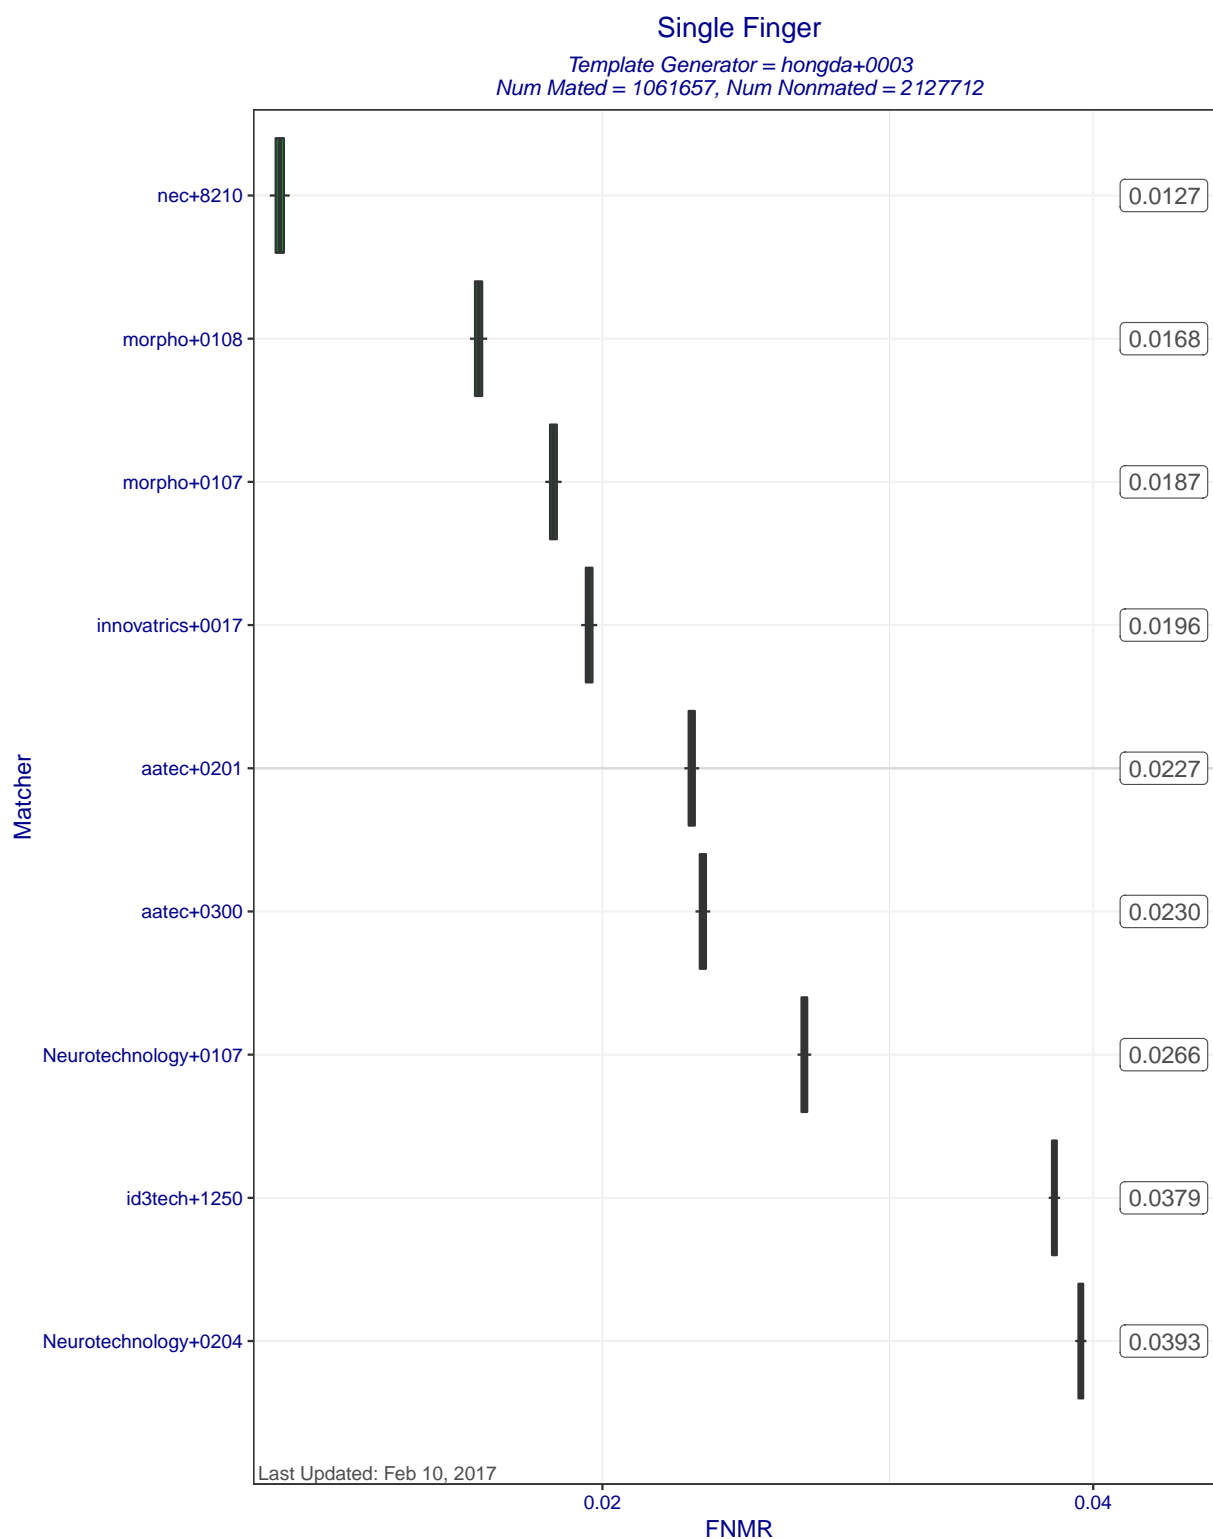 Single Finger
Template Generator = hongda+0003
Num Mated = 1061657, Num Nonmated = 2127712
nec+8210 0.0127
morpho+0108 0.0168
morpho+0107 0.0187
innovatrics+0017 0.0196
aatec+0201 0.0227
aatec+0300 0.0230
Neurotechnology+0107 0.0266
id3tech+1250 0.0379
Neurotechnology+0204 0.0393
Matcher
Last Updated: Feb 10, 2017
0.02 0.04
FNMR